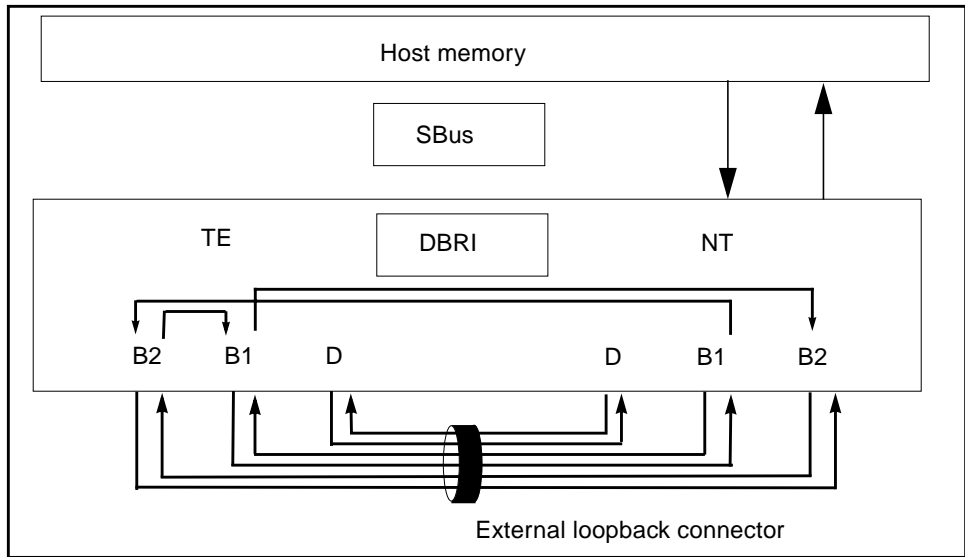 Host memory
SBus
TE DBRI NT
B2 B1 D D B1 B2
External loopback connector